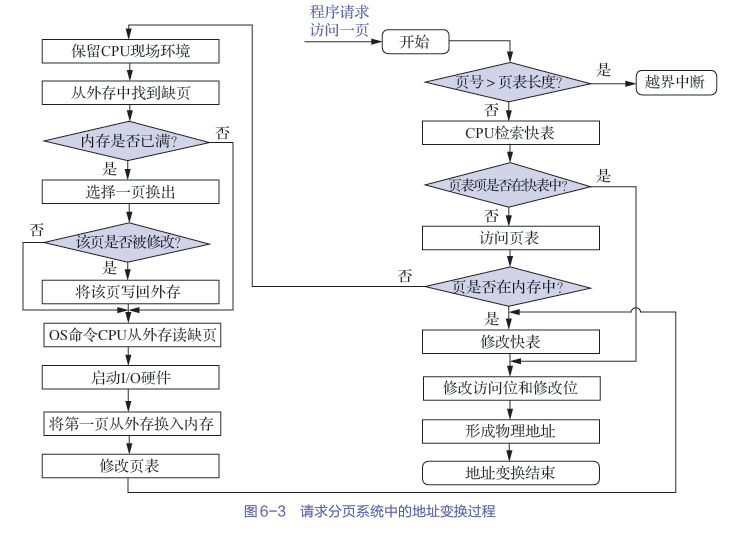 程序请求
访问一页
开始
页号＞页表长度?
是
越界中断
否
CPU检索快表
页表项是否在快表中?
是
否
访问页表
页是否在内存中?
否
是
修改快表
修改访问位和修改位
形成物理地址
地址变换结束
保留CPU现场环境
从外存中找到缺页
内存是否已满?
否
是
选择一页换出
该页是否被修改?
否
是
将该页写回外存
OS命令CPU从外存读缺页
启动I/O硬件
将第一页从外存换入内存
修改页表
图6-3 请求分页系统中的地址变换过程